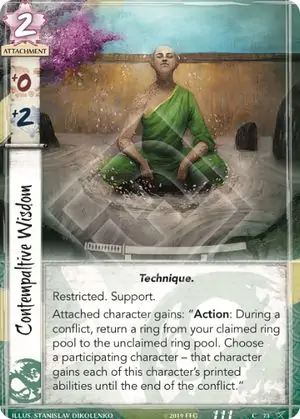 2
ATTACHMENT
+0
+2
Contempaltive Wisdom
Technique.
Restricted. Support.
Attached character gains: “Action: During a
conflict, return a ring from your claimed ring
pool to the unclaimed ring pool. Choose
a participating character – that character
gains each of this character’s printed
abilities until the end of the conflict.”
ILLUS. STANISLAV DIKOLENKO
© 2019 FFG
C
73